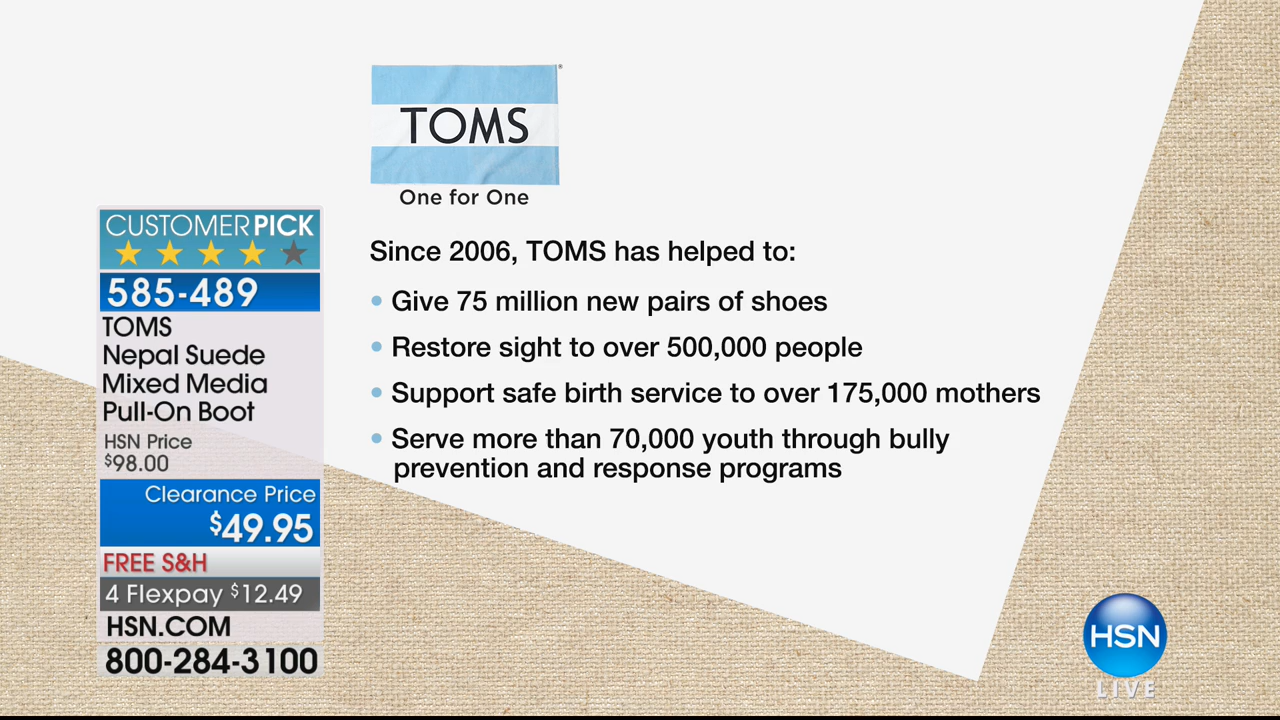 TOMS
One for One
CUSTOMER PICK
585-489
TOMS
Nepal Suede
Mixed Media
Pull-On Boot
HSN Price
$98.00
Clearance Price
$49.95
FREE S&H
4 Flexpay $12.49
HSN.COM
800-284-3100
Since 2006, TOMS has helped to:
• Give 75 million new pairs of shoes
• Restore sight to over 500,000 people
• Support safe birth service to over 175,000 mothers
• Serve more than 70,000 youth through bully
prevention and response programs
HSN
LIVE